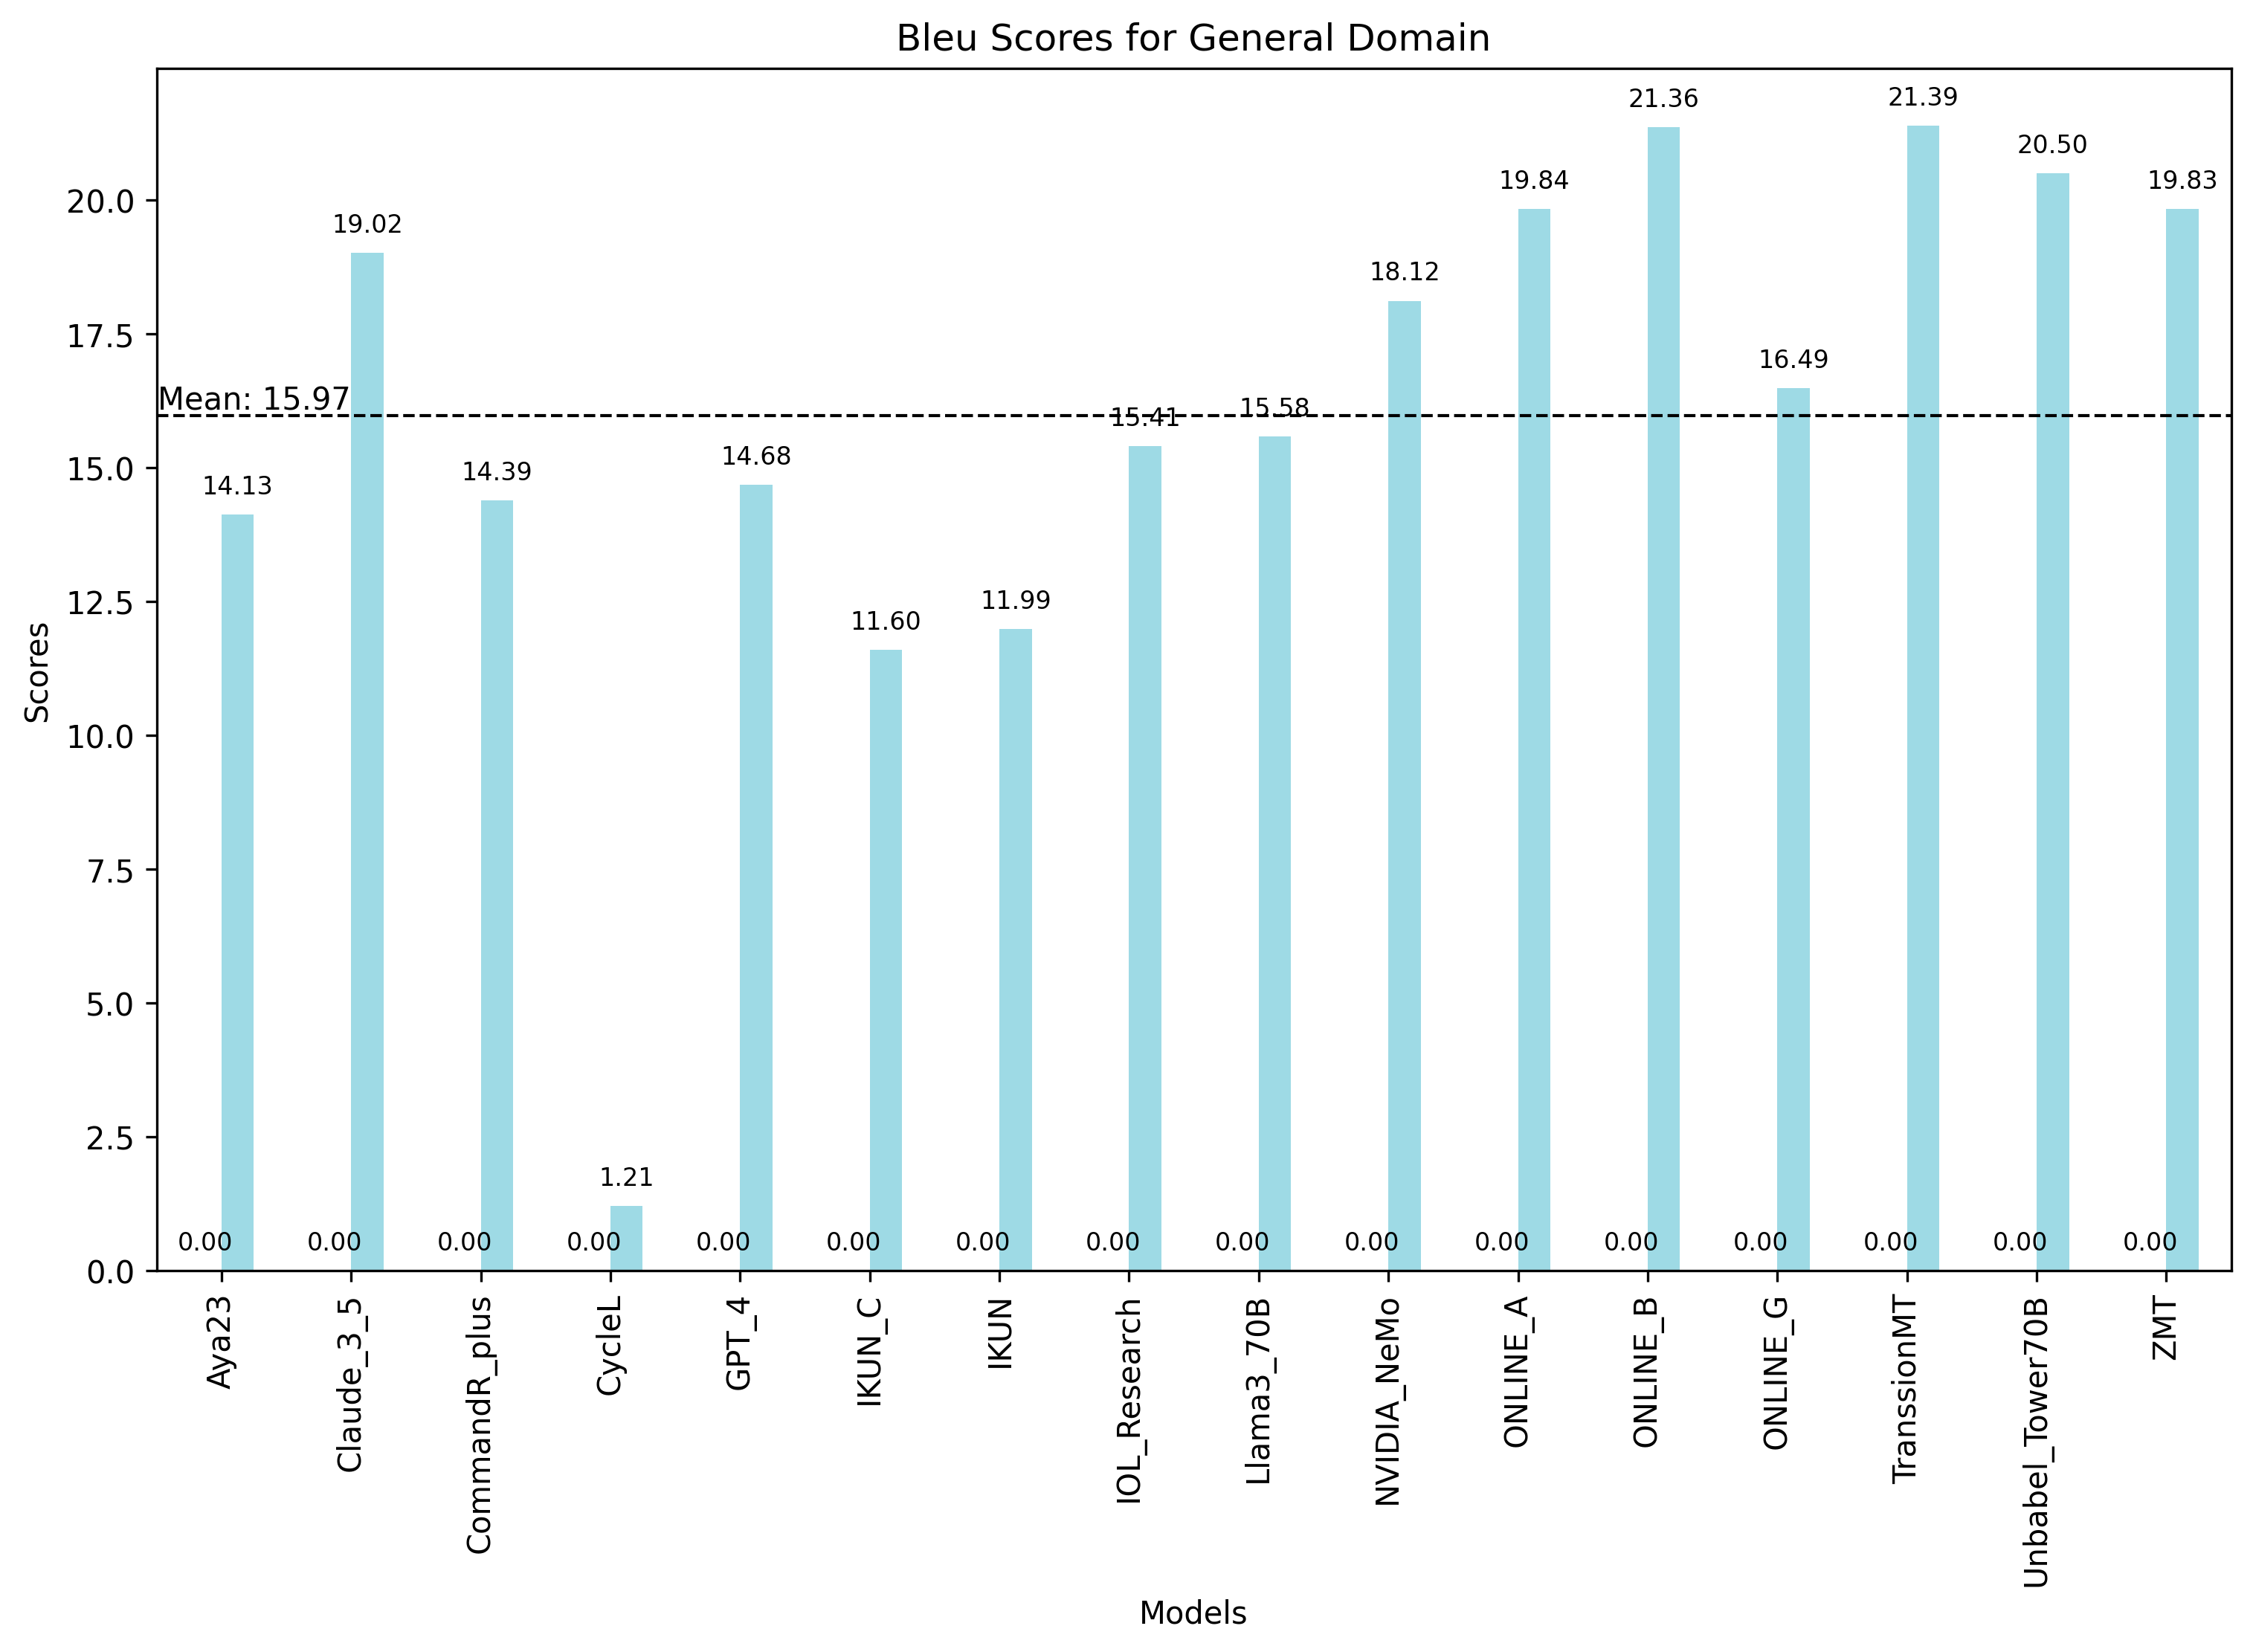 Bleu Scores for General Domain
Scores
20.0
17.5
15.0
12.5
10.0
7.5
5.0
2.5
0.0
Mean: 15.97
14.13
19.02
14.39
1.21
14.68
11.60
11.99
15.41
15.58
18.12
19.84
21.36
16.49
21.39
20.50
19.83
0.00 0.00 0.00 0.00 0.00 0.00 0.00 0.00 0.00 0.00 0.00 0.00 0.00 0.00 0.00 0.00
Aya23
Claude_3_5
CommandR_plus
CycleL
GPT_4
IKUN_C
IKUN
IOL_Research
Llama3_70B
NVIDIA_NeMo
ONLINE_A
ONLINE_B
ONLINE_G
TranssionMT
Unbabel_Tower70B
ZMT
Models